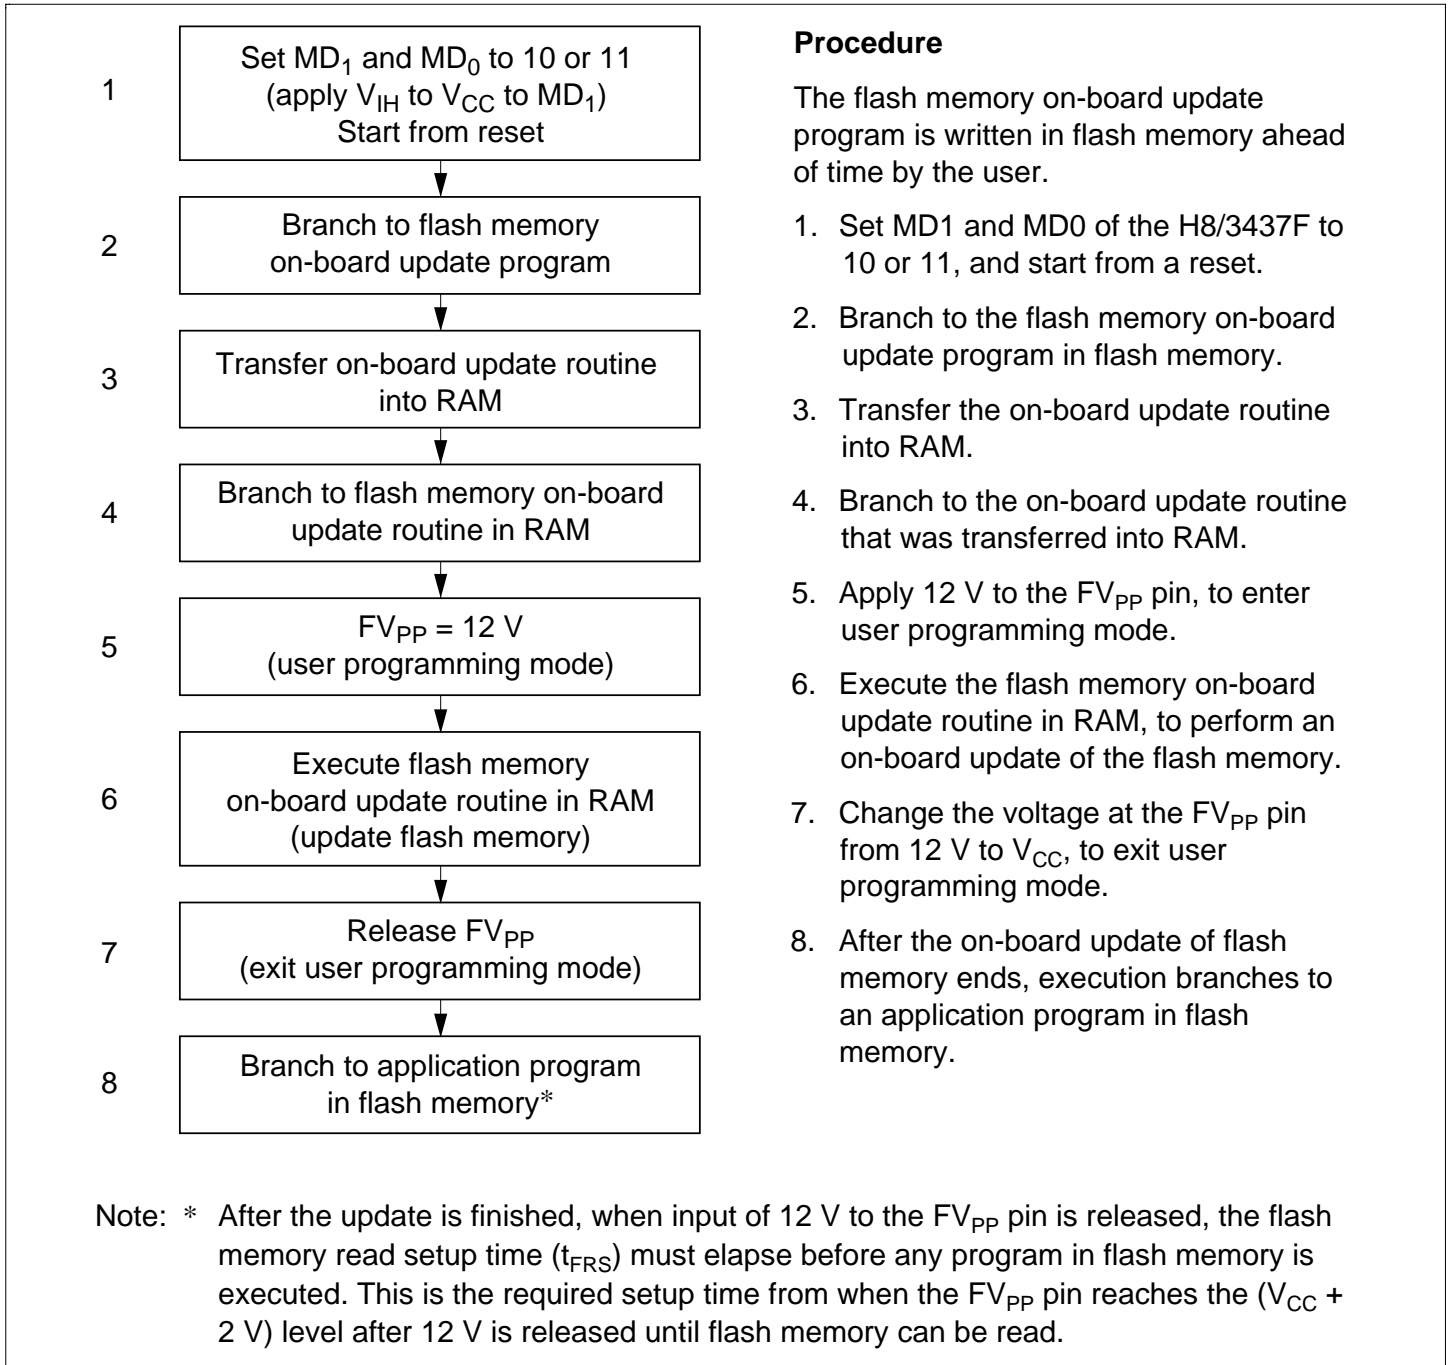 1
Set MD₁ and MD₀ to 10 or 11
(apply V_IH to V_CC to MD₁)
Start from reset
2
Branch to flash memory
on-board update program
3
Transfer on-board update routine
into RAM
4
Branch to flash memory on-board
update routine in RAM
5
FV_PP = 12 V
(user programming mode)
6
Execute flash memory
on-board update routine in RAM
(update flash memory)
7
Release FV_PP
(exit user programming mode)
8
Branch to application program
in flash memory*
Procedure
The flash memory on-board update
program is written in flash memory ahead
of time by the user.
1. Set MD1 and MD0 of the H8/3437F to
10 or 11, and start from a reset.
2. Branch to the flash memory on-board
update program in flash memory.
3. Transfer the on-board update routine
into RAM.
4. Branch to the on-board update routine
that was transferred into RAM.
5. Apply 12 V to the FV_PP pin, to enter
user programming mode.
6. Execute the flash memory on-board
update routine in RAM, to perform an
on-board update of the flash memory.
7. Change the voltage at the FV_PP pin
from 12 V to V_CC, to exit user
programming mode.
8. After the on-board update of flash
memory ends, execution branches to
an application program in flash
memory.
Note: * After the update is finished, when input of 12 V to the FV_PP pin is released, the flash
memory read setup time (t_FRS) must elapse before any program in flash memory is
executed. This is the required setup time from when the FV_PP pin reaches the (V_CC +
2 V) level after 12 V is released until flash memory can be read.